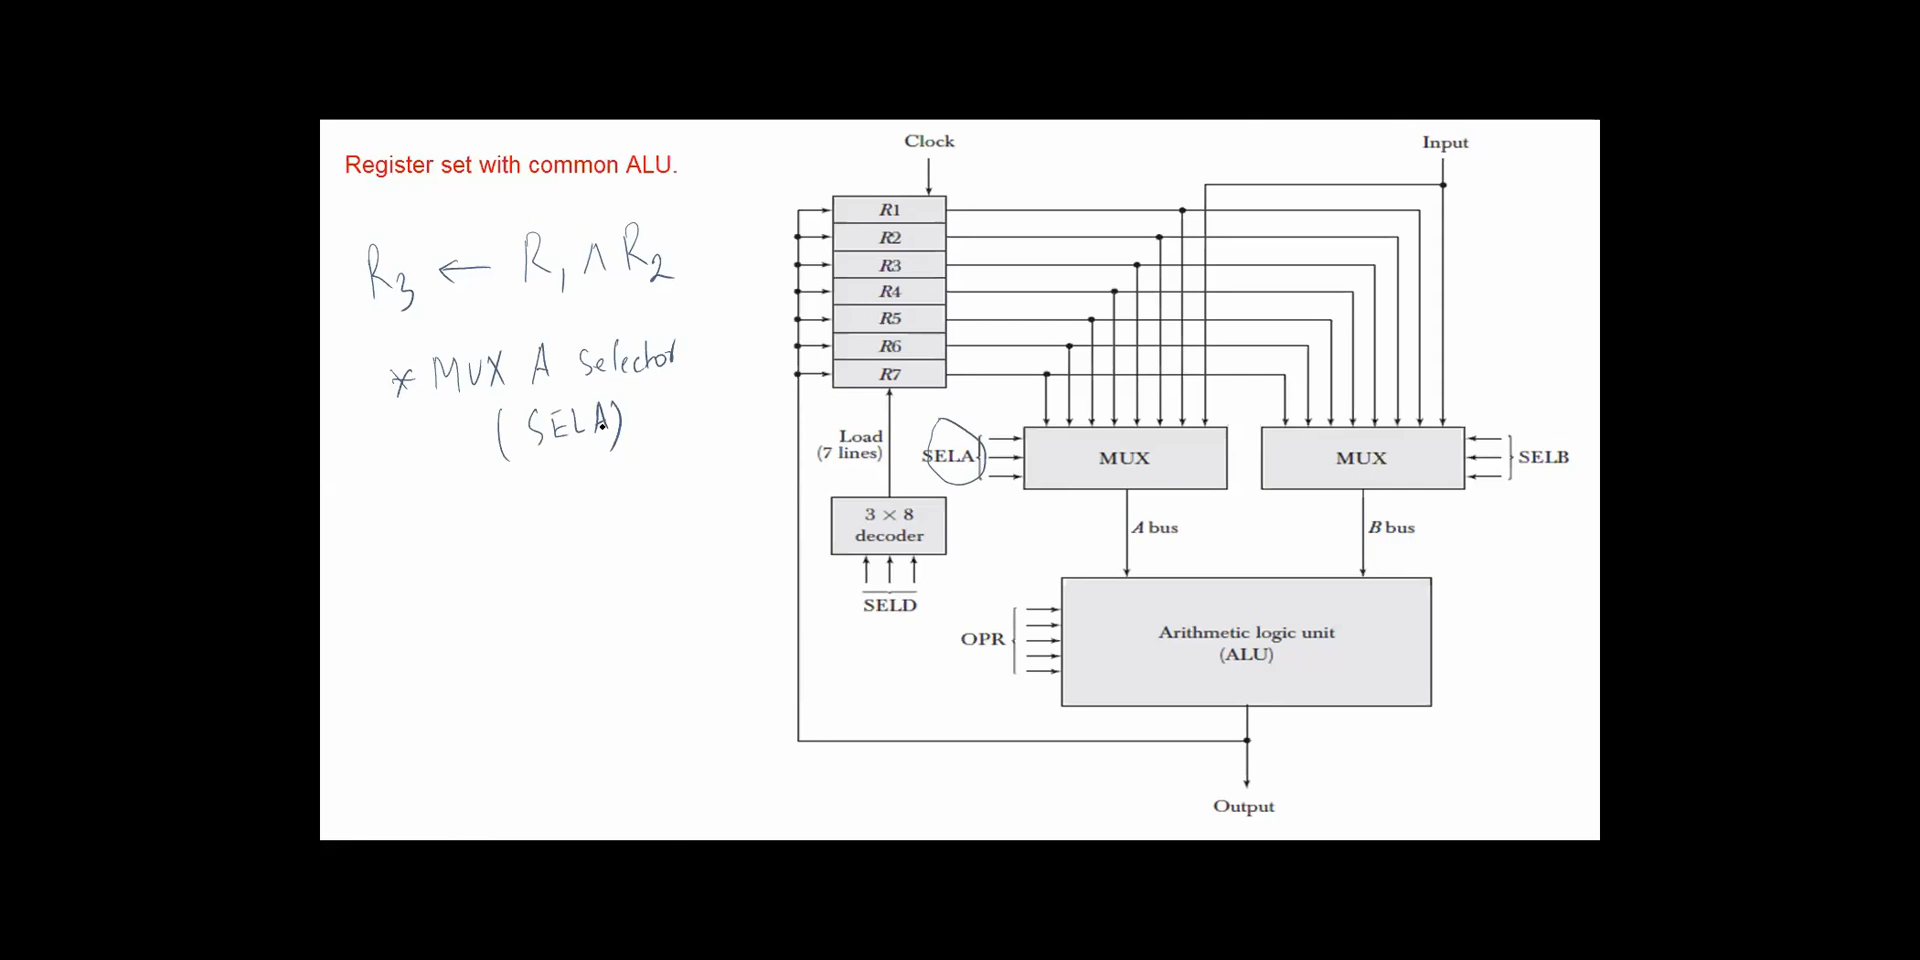 Register set with common ALU.
R3 ← R1 ∧ R2
* MUX A selector
(SELA)
Clock
Input
R1
R2
R3
R4
R5
R6
R7
Load
(7 lines)
SELA
MUX
MUX
SELB
3 × 8
decoder
A bus
B bus
SELD
OPR
Arithmetic logic unit
(ALU)
Output